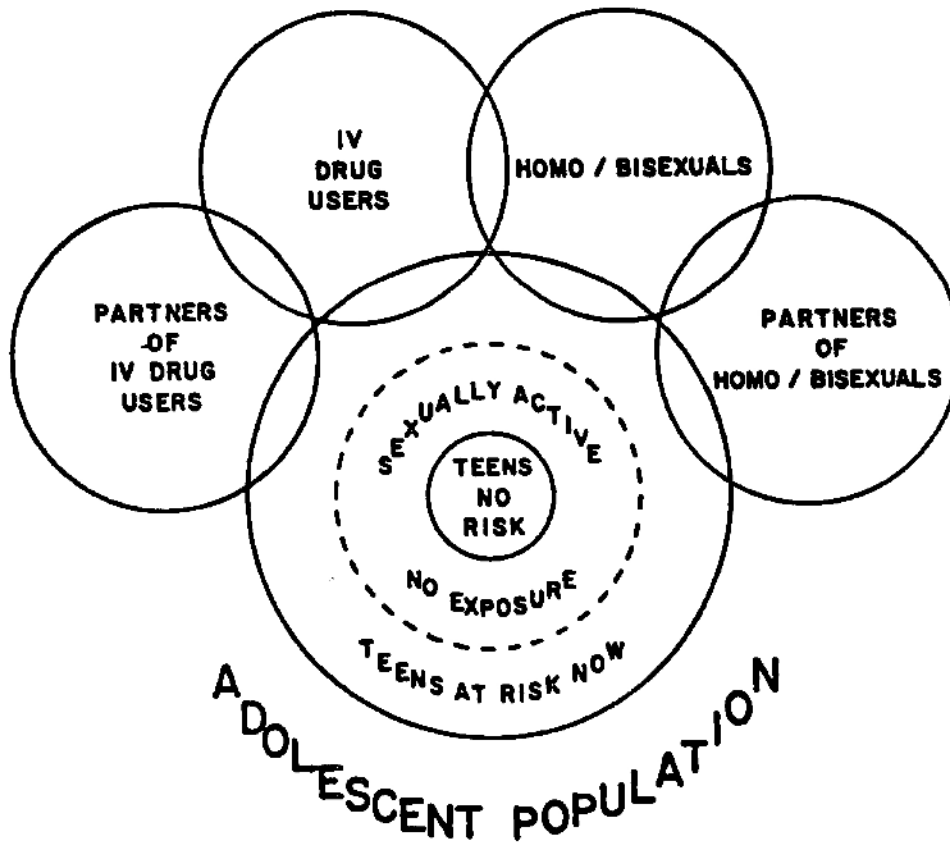 IV
DRUG
USERS
HOMO / BISEXUALS
PARTNERS
OF
IV DRUG
USERS
PARTNERS
OF
HOMO / BISEXUALS
SEXUALLY ACTIVE
TEENS
NO
RISK
NO EXPOSURE
TEENS AT RISK NOW
ADOLESCENT POPULATION